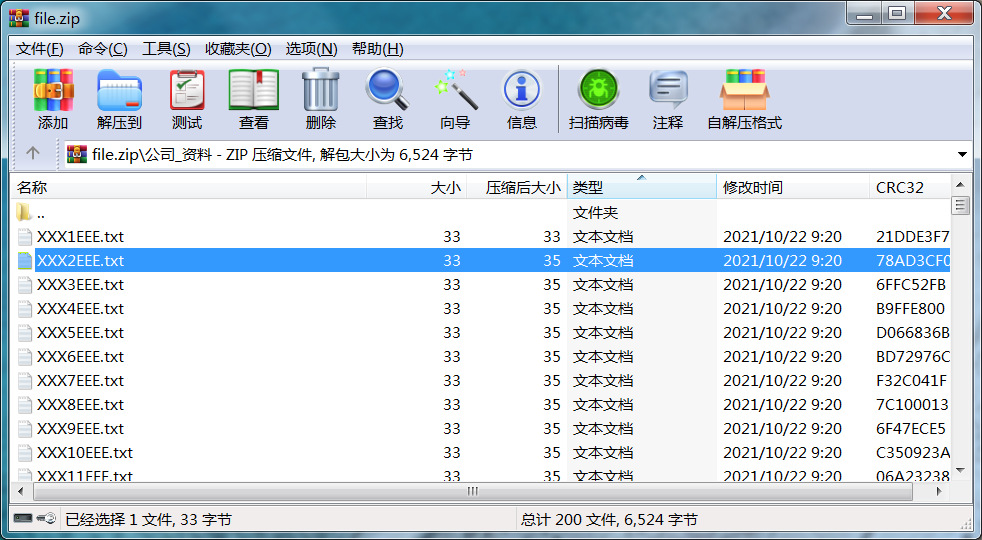 file.zip
文件(F) 命令(C) 工具(S) 收藏夹(O) 选项(N) 帮助(H)
添加 解压到 测试 查看 删除 查找 向导 信息 扫描病毒 注释 自解压格式
file.zip\公司_资料 - ZIP 压缩文件, 解包大小为 6,524 字节
名称 大小 压缩后大小 类型 修改时间 CRC32
.. 文件夹
XXX1EEE.txt 33 33 文本文档 2021/10/22 9:20 21DDE3F7
XXX2EEE.txt 33 35 文本文档 2021/10/22 9:20 78AD3CF0
XXX3EEE.txt 33 35 文本文档 2021/10/22 9:20 6FFC52FB
XXX4EEE.txt 33 35 文本文档 2021/10/22 9:20 B9FFE800
XXX5EEE.txt 33 35 文本文档 2021/10/22 9:20 D066836B
XXX6EEE.txt 33 35 文本文档 2021/10/22 9:20 BD72976C
XXX7EEE.txt 33 35 文本文档 2021/10/22 9:20 F32C041F
XXX8EEE.txt 33 35 文本文档 2021/10/22 9:20 7C100013
XXX9EEE.txt 33 35 文本文档 2021/10/22 9:20 6F47ECE5
XXX10EEE.txt 33 35 文本文档 2021/10/22 9:20 C350923A
XXX11EEE.txt 33 35 文本文档 2021/10/22 9:20 06A23238
已经选择 1 文件, 33 字节 总计 200 文件, 6,524 字节